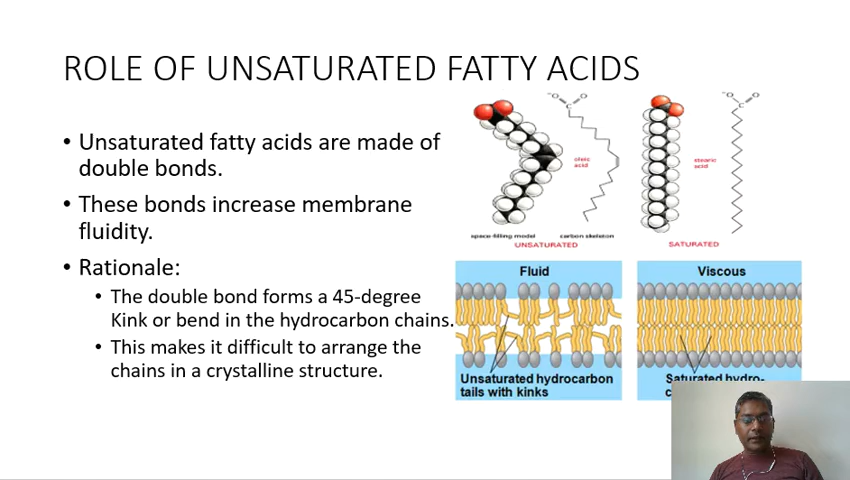 ROLE OF UNSATURATED FATTY ACIDS
• Unsaturated fatty acids are made of
double bonds.
• These bonds increase membrane
fluidity.
• Rationale:
• The double bond forms a 45-degree
Kink or bend in the hydrocarbon chains.
• This makes it difficult to arrange the
chains in a crystalline structure.
⁻O O
C
oleic
acid
space-filling model
carbon skeleton
UNSATURATED
⁻O O
C
stearic
acid
SATURATED
Fluid
Unsaturated hydrocarbon
tails with kinks
Viscous
Saturated hydro-